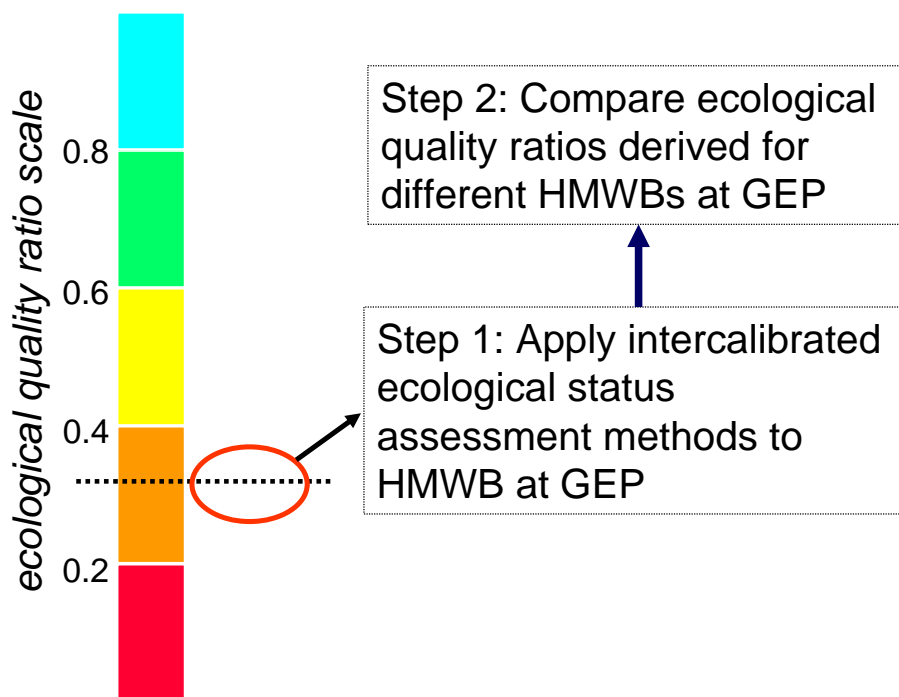 ecological quality ratio scale
0.8
0.6
0.4
0.2
Step 2: Compare ecological
quality ratios derived for
different HMWBs at GEP
Step 1: Apply intercalibrated
ecological status
assessment methods to
HMWB at GEP